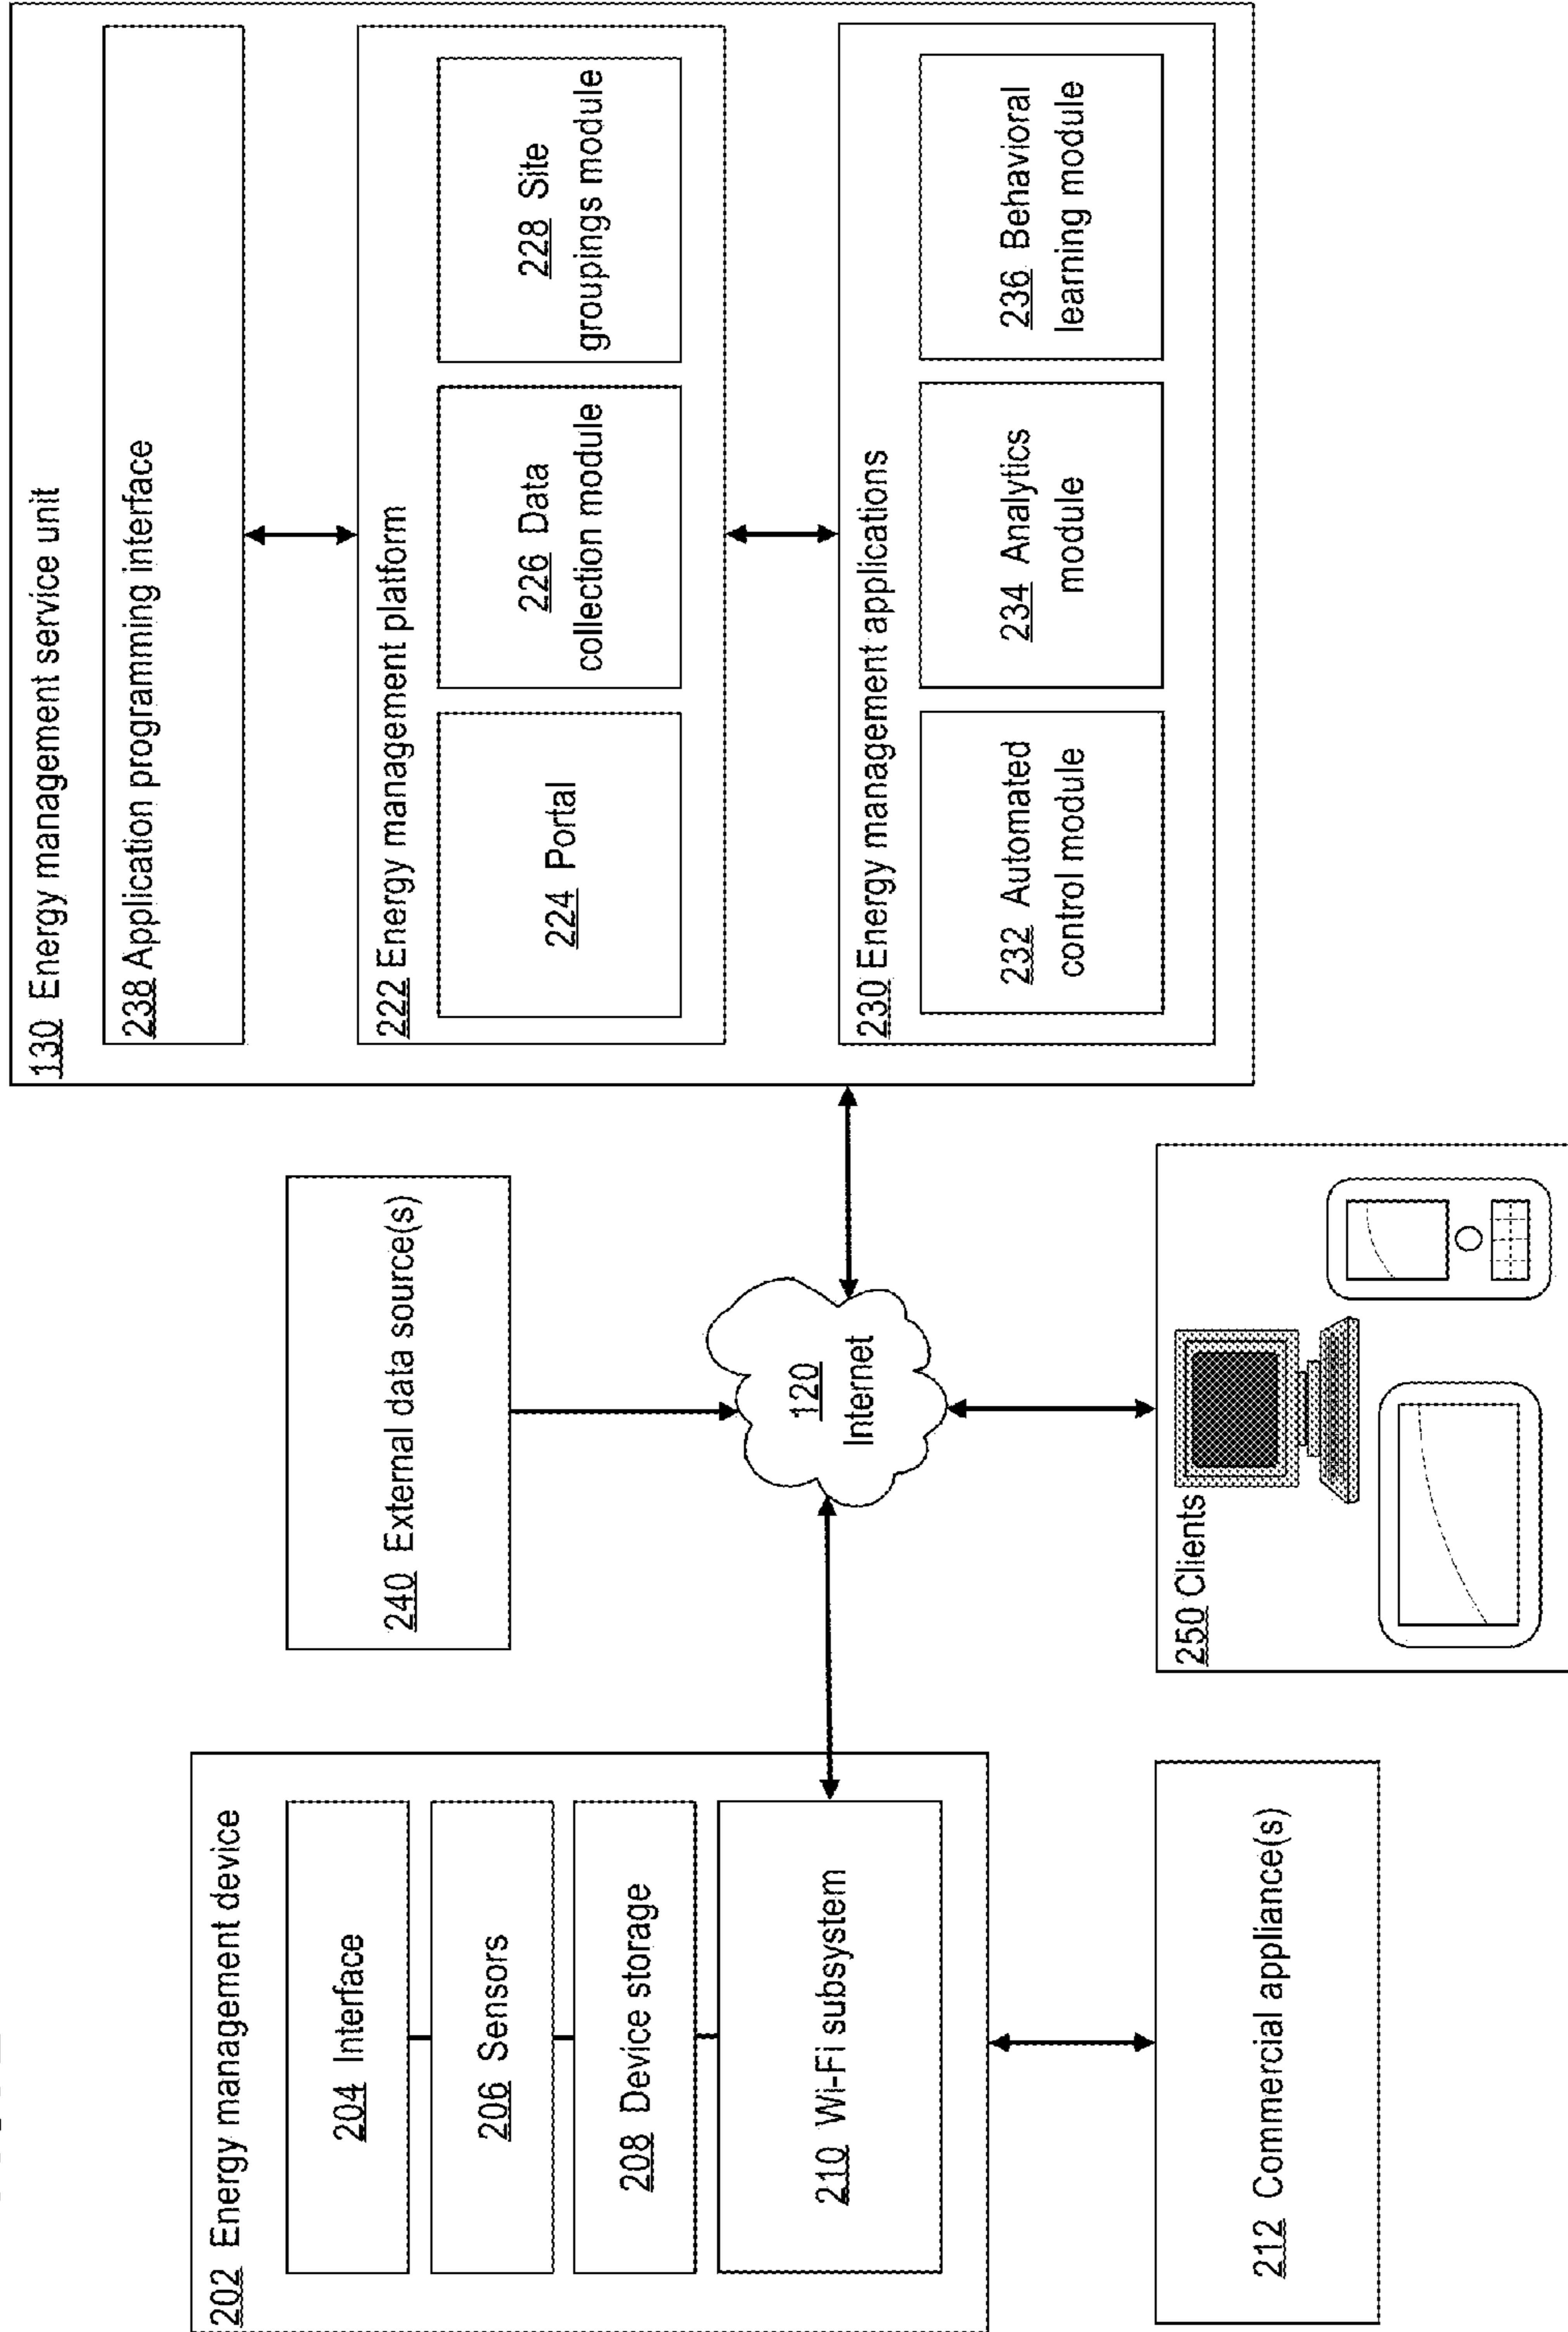 202 Energy management device
204 Interface
206 Sensors
208 Device storage
210 Wi-Fi subsystem
212 Commercial appliance(s)
240 External data source(s)
120
Internet
250 Clients
130 Energy management service unit
238 Application programming interface
222 Energy management platform
224 Portal
226 Data
collection module
228 Site
groupings module
230 Energy management applications
232 Automated
control module
234 Analytics
module
236 Behavioral
learning module